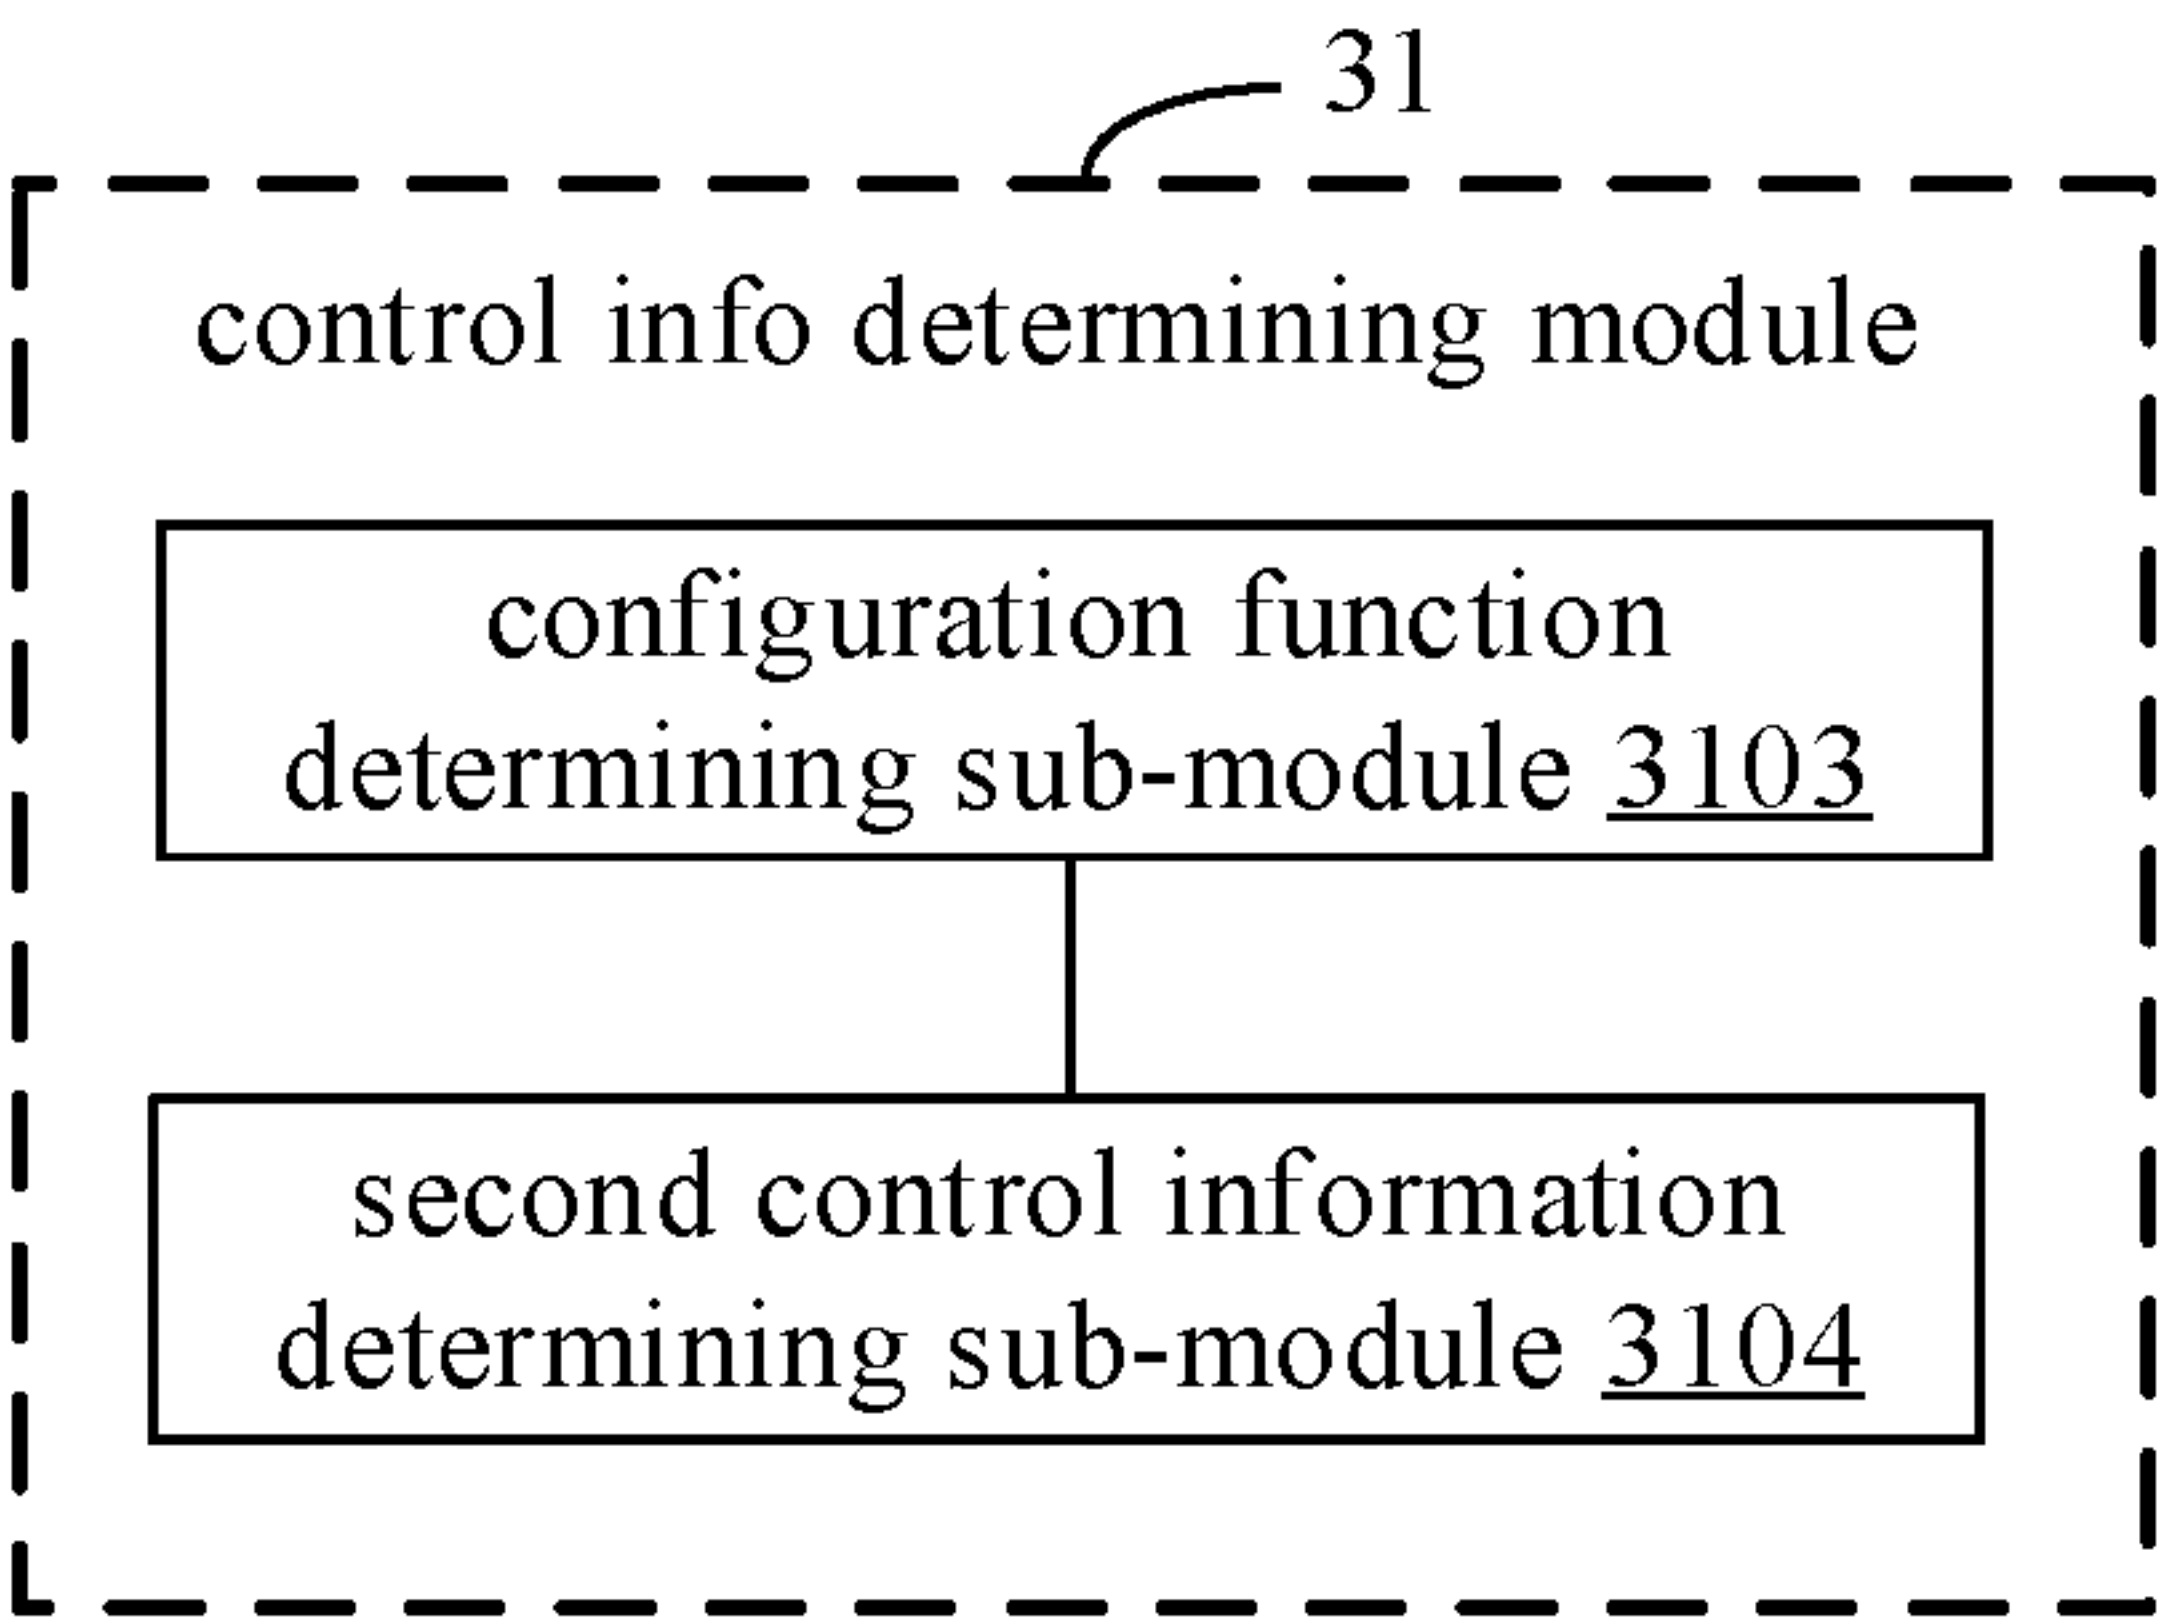 31
control info determining module
configuration function
determining sub-module 3103
second control information
determining sub-module 3104